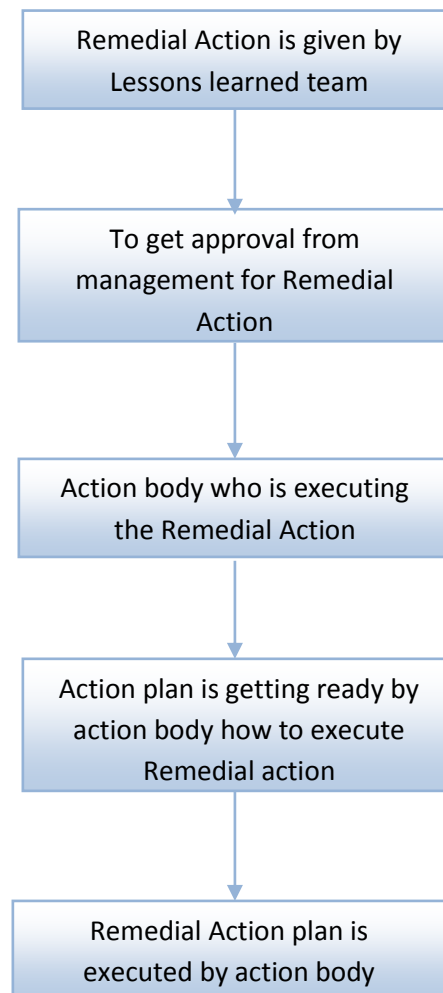 Remedial Action is given by
Lessons learned team
To get approval from
management for Remedial
Action
Action body who is executing
the Remedial Action
Action plan is getting ready by
action body how to execute
Remedial action
Remedial Action plan is
executed by action body